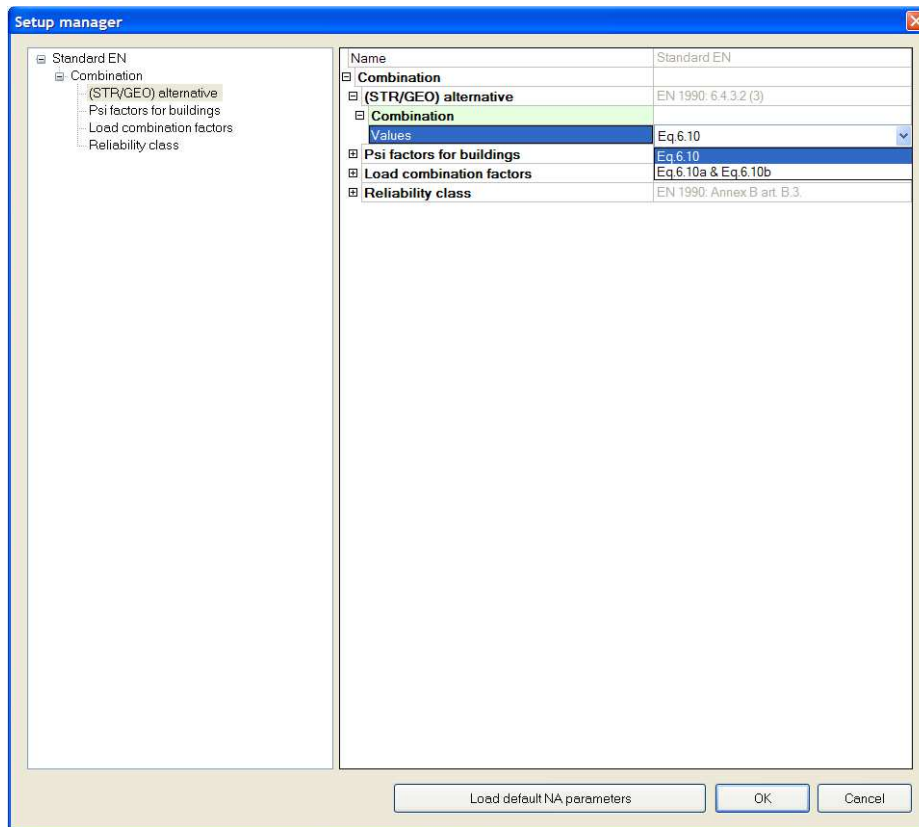 Setup manager
Standard EN
Combination
(STR/GEO) alternative
Psi factors for buildings
Load combination factors
Reliability class
Name Standard EN
Combination
(STR/GEO) alternative EN 1990: 6.4.3.2 (3)
Combination
Values Eq.6.10
Psi factors for buildings Eq.6.10
Load combination factors Eq.6.10a & Eq.6.10b
Reliability class EN 1990: Annex B art. B.3.
Load default NA parameters OK Cancel